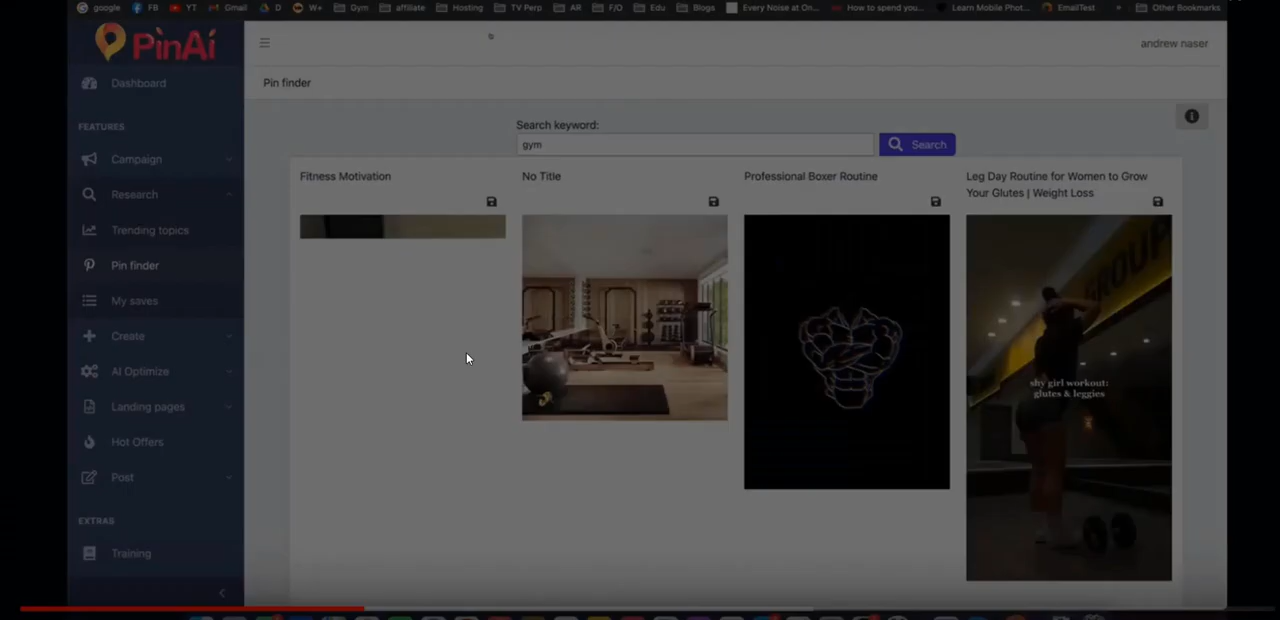 google FB YT Gmail D W+ Gym affiliate Hosting TV Perp AR F/O Edu Blogs Every Noise at On... How to spend you... Learn Mobile Phot... EmailTest » Other Bookmarks
PinAi
andrew naser
Dashboard
Pin finder
FEATURES
Search keyword:
gym
Search
Campaign
Research
Trending topics
Pin finder
My saves
Create
AI Optimize
Landing pages
Hot Offers
Post
EXTRAS
Training
Fitness Motivation
No Title
Professional Boxer Routine
Leg Day Routine for Women to Grow
Your Glutes | Weight Loss
GROUP
shy girl workout:
glutes & leggies